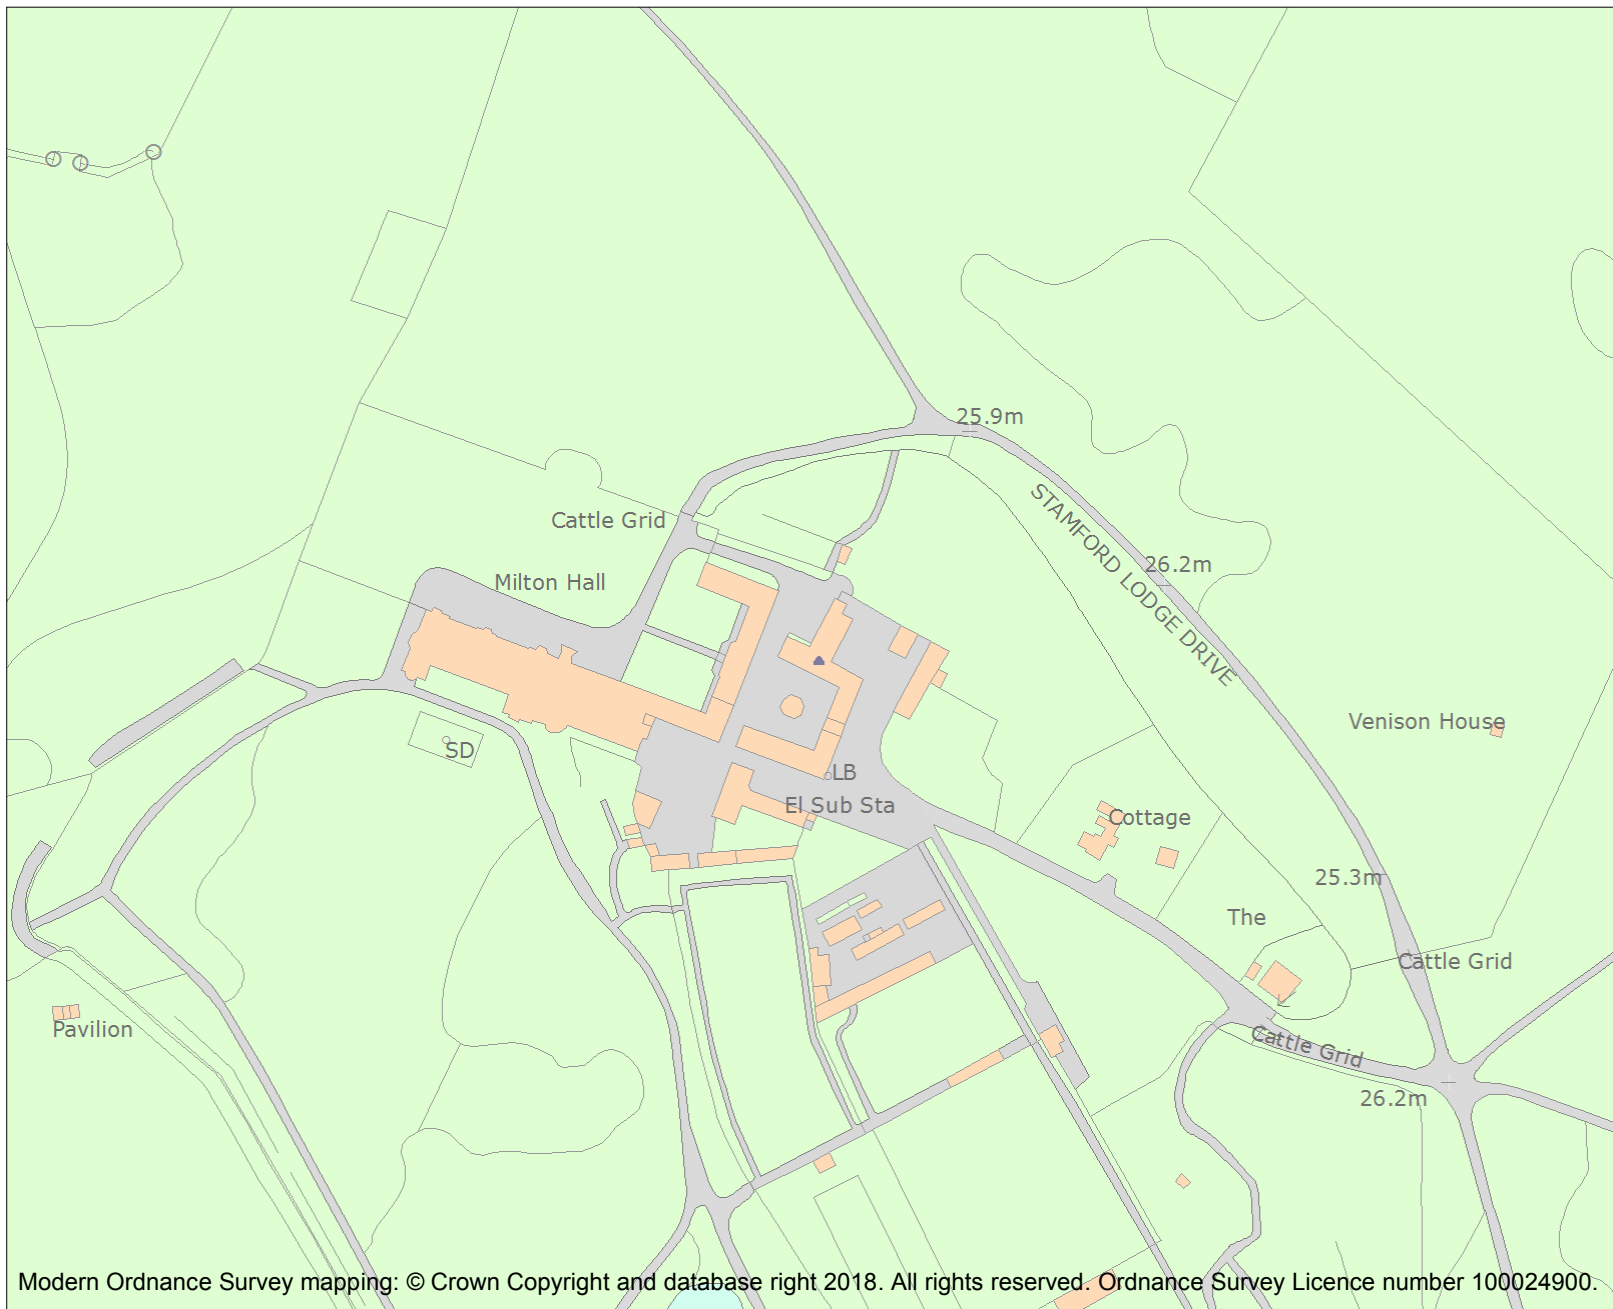 25.9m
STAMFORD LODGE DRIVE
Cattle Grid
26.2m
Milton Hall
Venison House
SD
LB
El Sub Sta
Cottage
25.3m
The
Cattle Grid
Pavilion
Cattle Grid
26.2m
Modern Ordnance Survey mapping: © Crown Copyright and database right 2018. All rights reserved. Ordnance Survey Licence number 100024900.